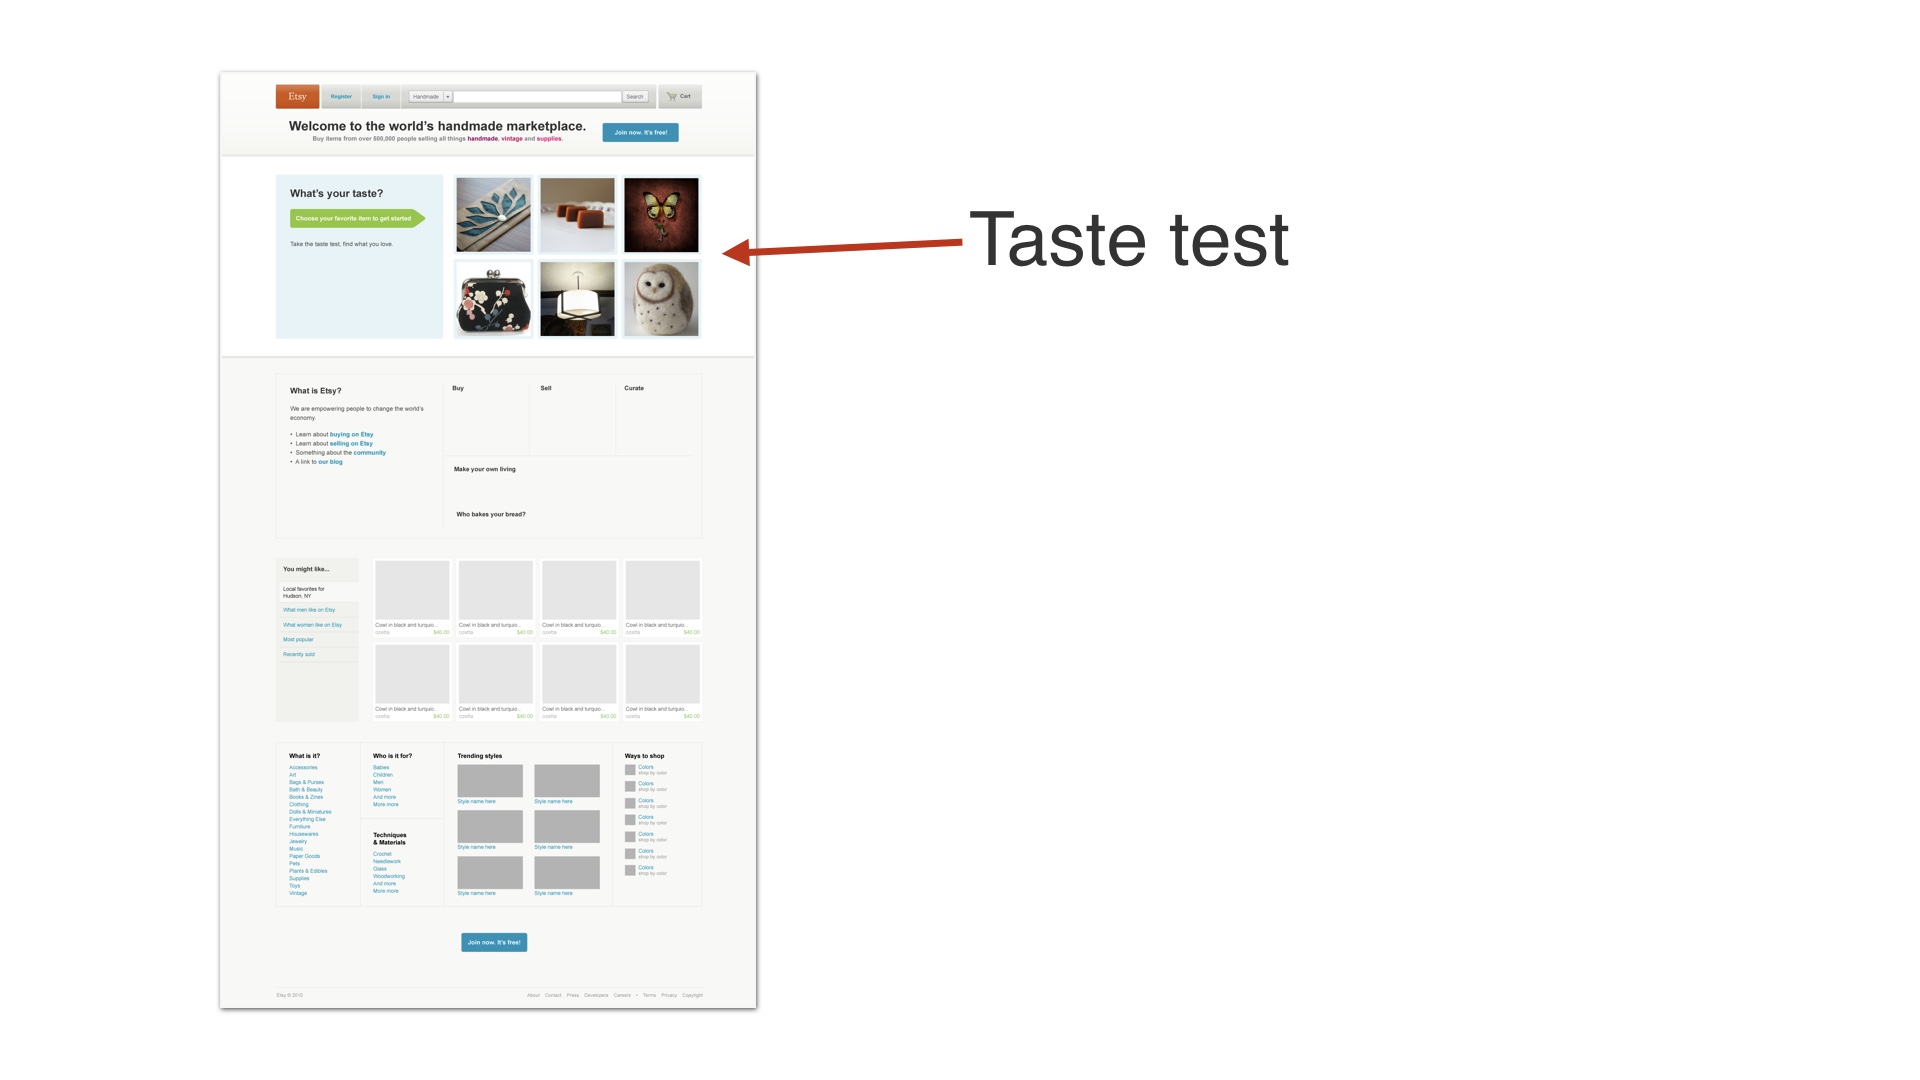 Etsy
Register
Sign in
Handmade
Search
Cart
Welcome to the world's handmade marketplace.
Buy items from over 500,000 people selling all things handmade, vintage and supplies.
Join now. It's free!
What's your taste?
Choose your favorite item to get started
Take the taste test, find what you love.
Taste test
What is Etsy?
We are empowering people to change the world's
economy.
• Learn about buying on Etsy
• Learn about selling on Etsy
• Something about the community
• A link to our blog
Buy
Sell
Curate
Make your own living
Who bakes your bread?
You might like...
Local favorites for
Hudson, NY
What men like on Etsy
What women like on Etsy
Most popular
Recently sold
Cowl in black and turquio...
$40.00
Cowl in black and turquio...
$40.00
Cowl in black and turquio...
$40.00
Cowl in black and turquio...
$40.00
Cowl in black and turquio...
$40.00
Cowl in black and turquio...
$40.00
Cowl in black and turquio...
$40.00
Cowl in black and turquio...
$40.00
What is it?
Accessories
Art
Bags & Purses
Bath & Beauty
Books & Zines
Clothing
Dolls & Miniatures
Everything Else
Furniture
Housewares
Jewelry
Music
Paper Goods
Pets
Plants & Edibles
Supplies
Toys
Vintage
Who is it for?
Babies
Children
Men
Women
And more
More more
Techniques
& Materials
Crochet
Needlework
Glass
Woodworking
And more
More more
Trending styles
Style name here
Style name here
Style name here
Style name here
Style name here
Style name here
Ways to shop
Colors
shop by color
Colors
shop by color
Colors
shop by color
Colors
shop by color
Colors
shop by color
Colors
shop by color
Colors
shop by color
Join now. It's free!
Etsy © 2010
About Contact Press Developers Careers • Terms Privacy Copyright